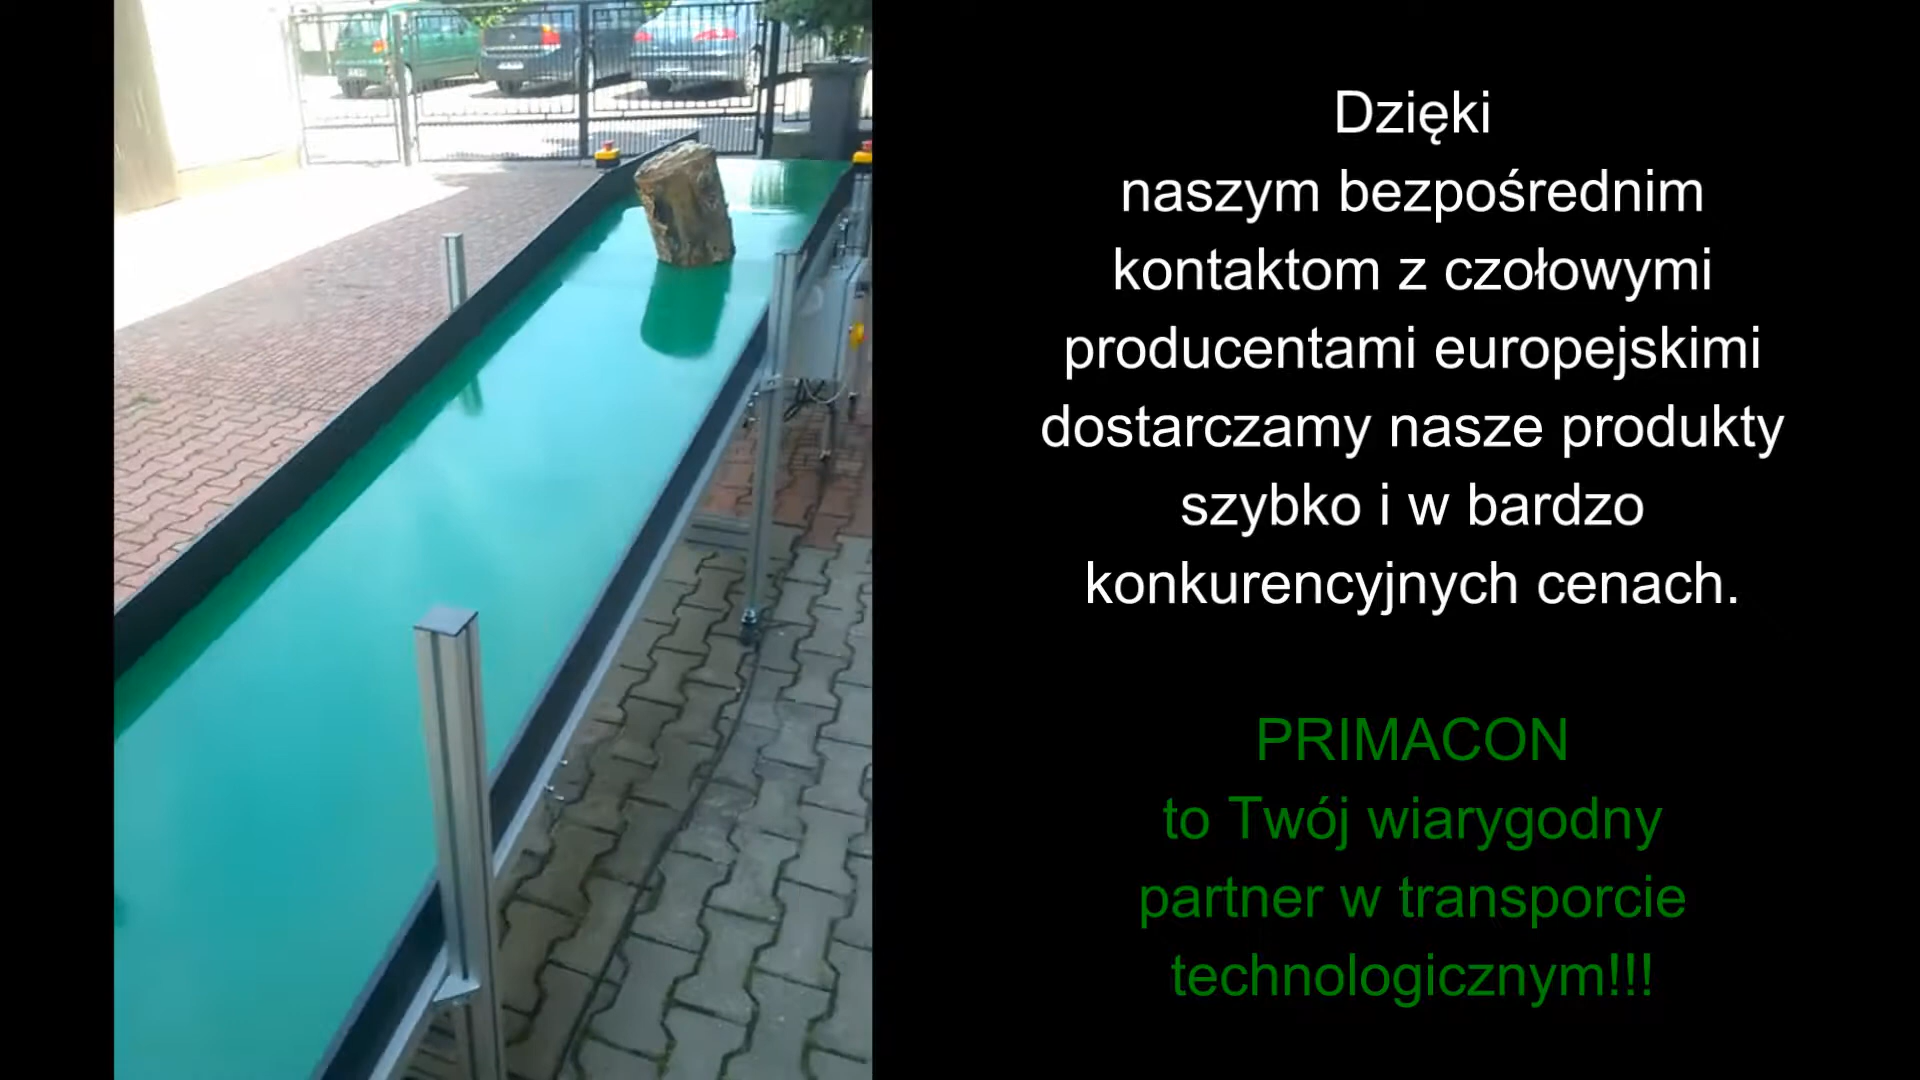 Dzięki
naszym bezpośrednim
kontaktom z czołowymi
producentami europejskimi
dostarczamy nasze produkty
szybko i w bardzo
konkurencyjnych cenach.
PRIMACON
to Twój wiarygodny
partner w transporcie
technologicznym!!!